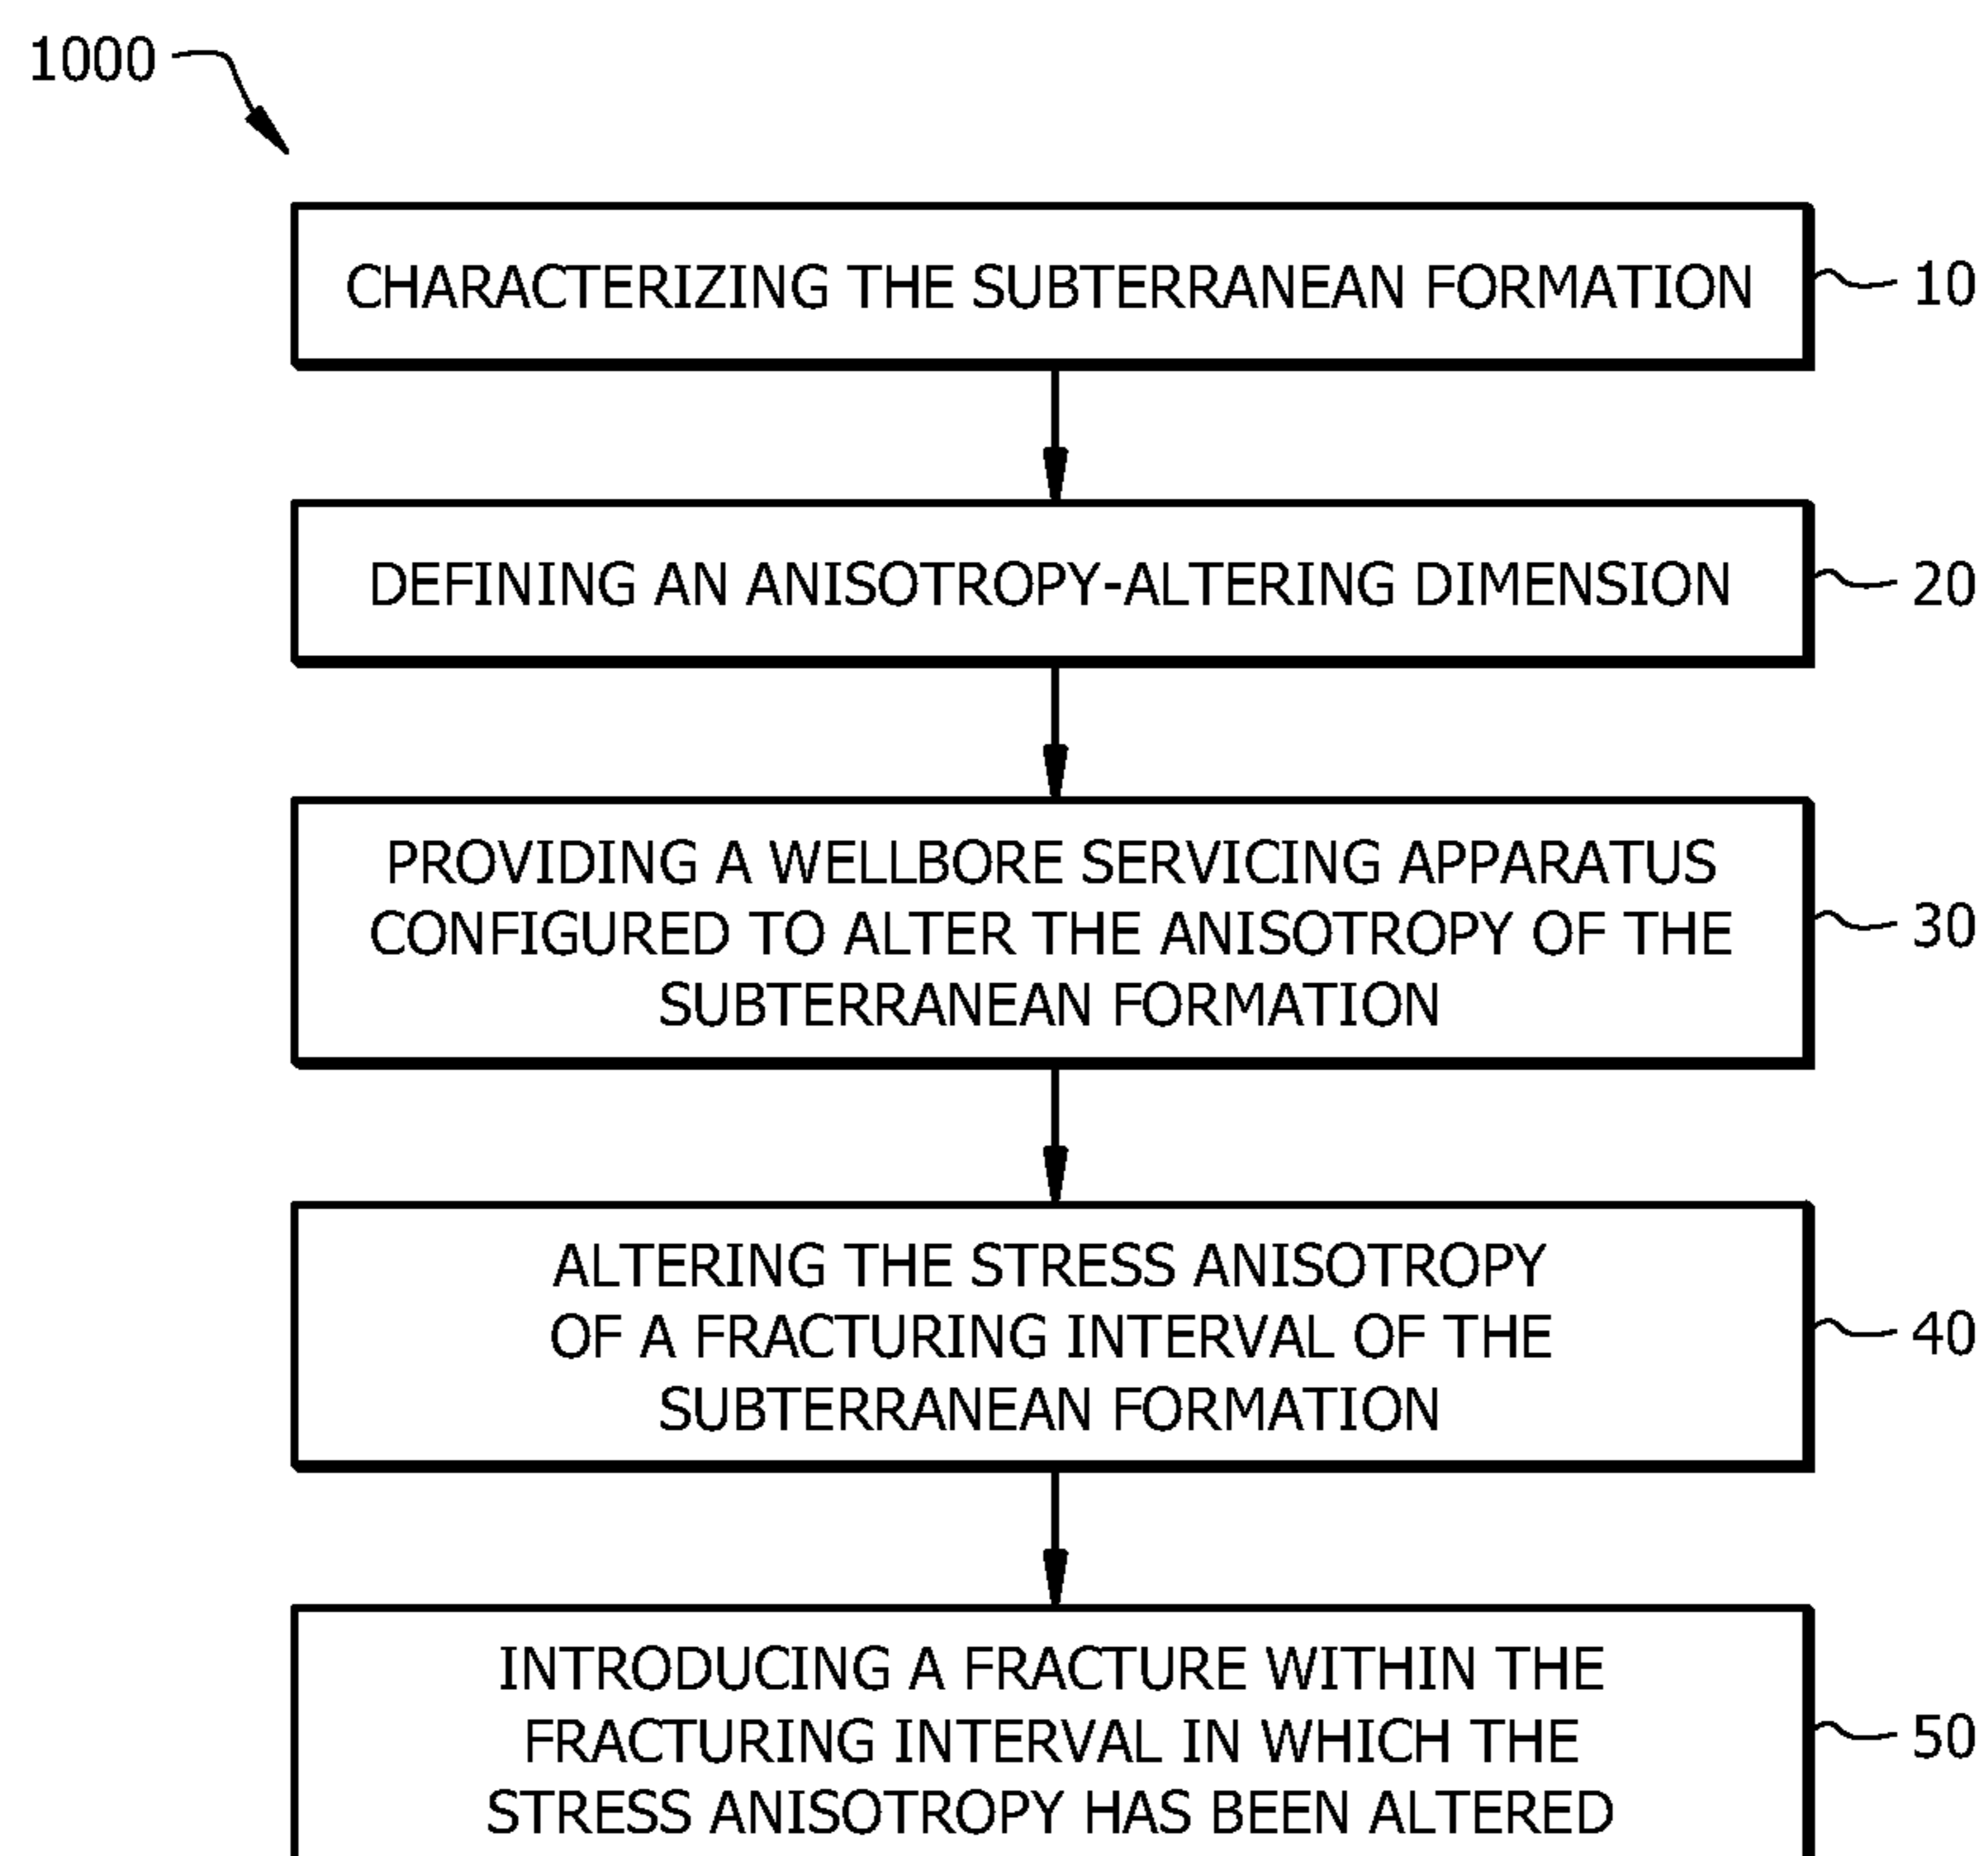 1000
CHARACTERIZING THE SUBTERRANEAN FORMATION
10
DEFINING AN ANISOTROPY-ALTERING DIMENSION
20
PROVIDING A WELLBORE SERVICING APPARATUS
CONFIGURED TO ALTER THE ANISOTROPY OF THE
SUBTERRANEAN FORMATION
30
ALTERING THE STRESS ANISOTROPY
OF A FRACTURING INTERVAL OF THE
SUBTERRANEAN FORMATION
40
INTRODUCING A FRACTURE WITHIN THE
FRACTURING INTERVAL IN WHICH THE
STRESS ANISOTROPY HAS BEEN ALTERED
50